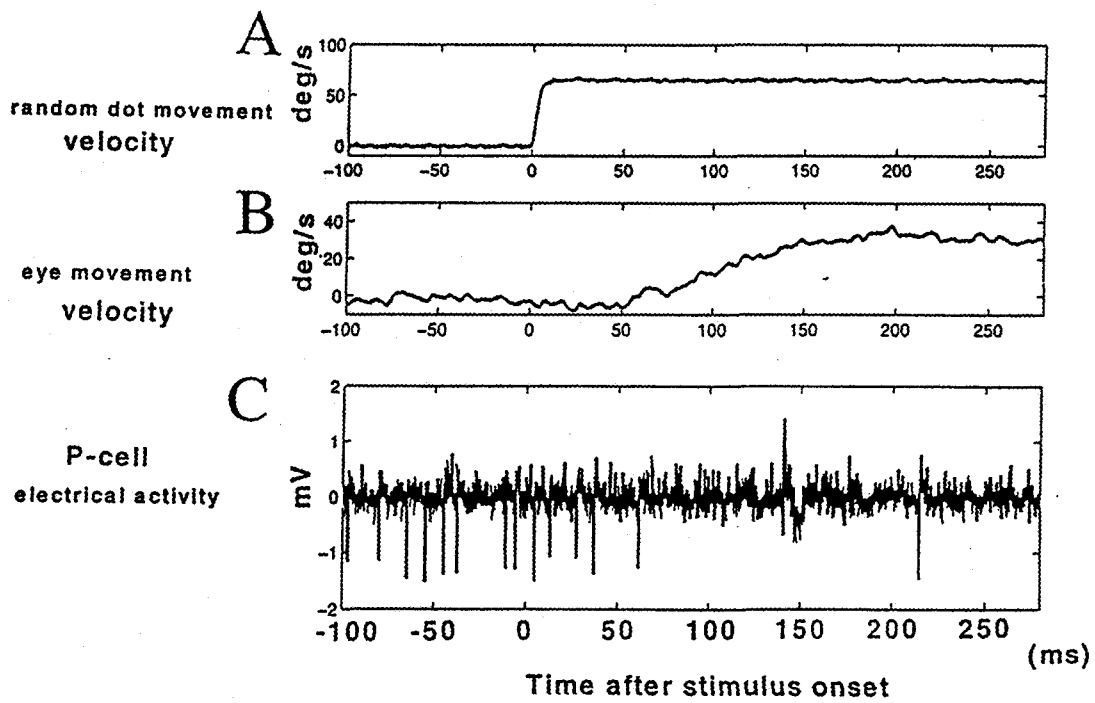 A
deg/s
100
50
0
random dot movement
velocity
-100 -50 0 50 100 150 200 250
B
deg/s
40
20
0
eye movement
velocity
-100 -50 0 50 100 150 200 250
C
mV
2
1
0
-1
-2
P-cell
electrical activity
-100 -50 0 50 100 150 200 250
(ms)
Time after stimulus onset